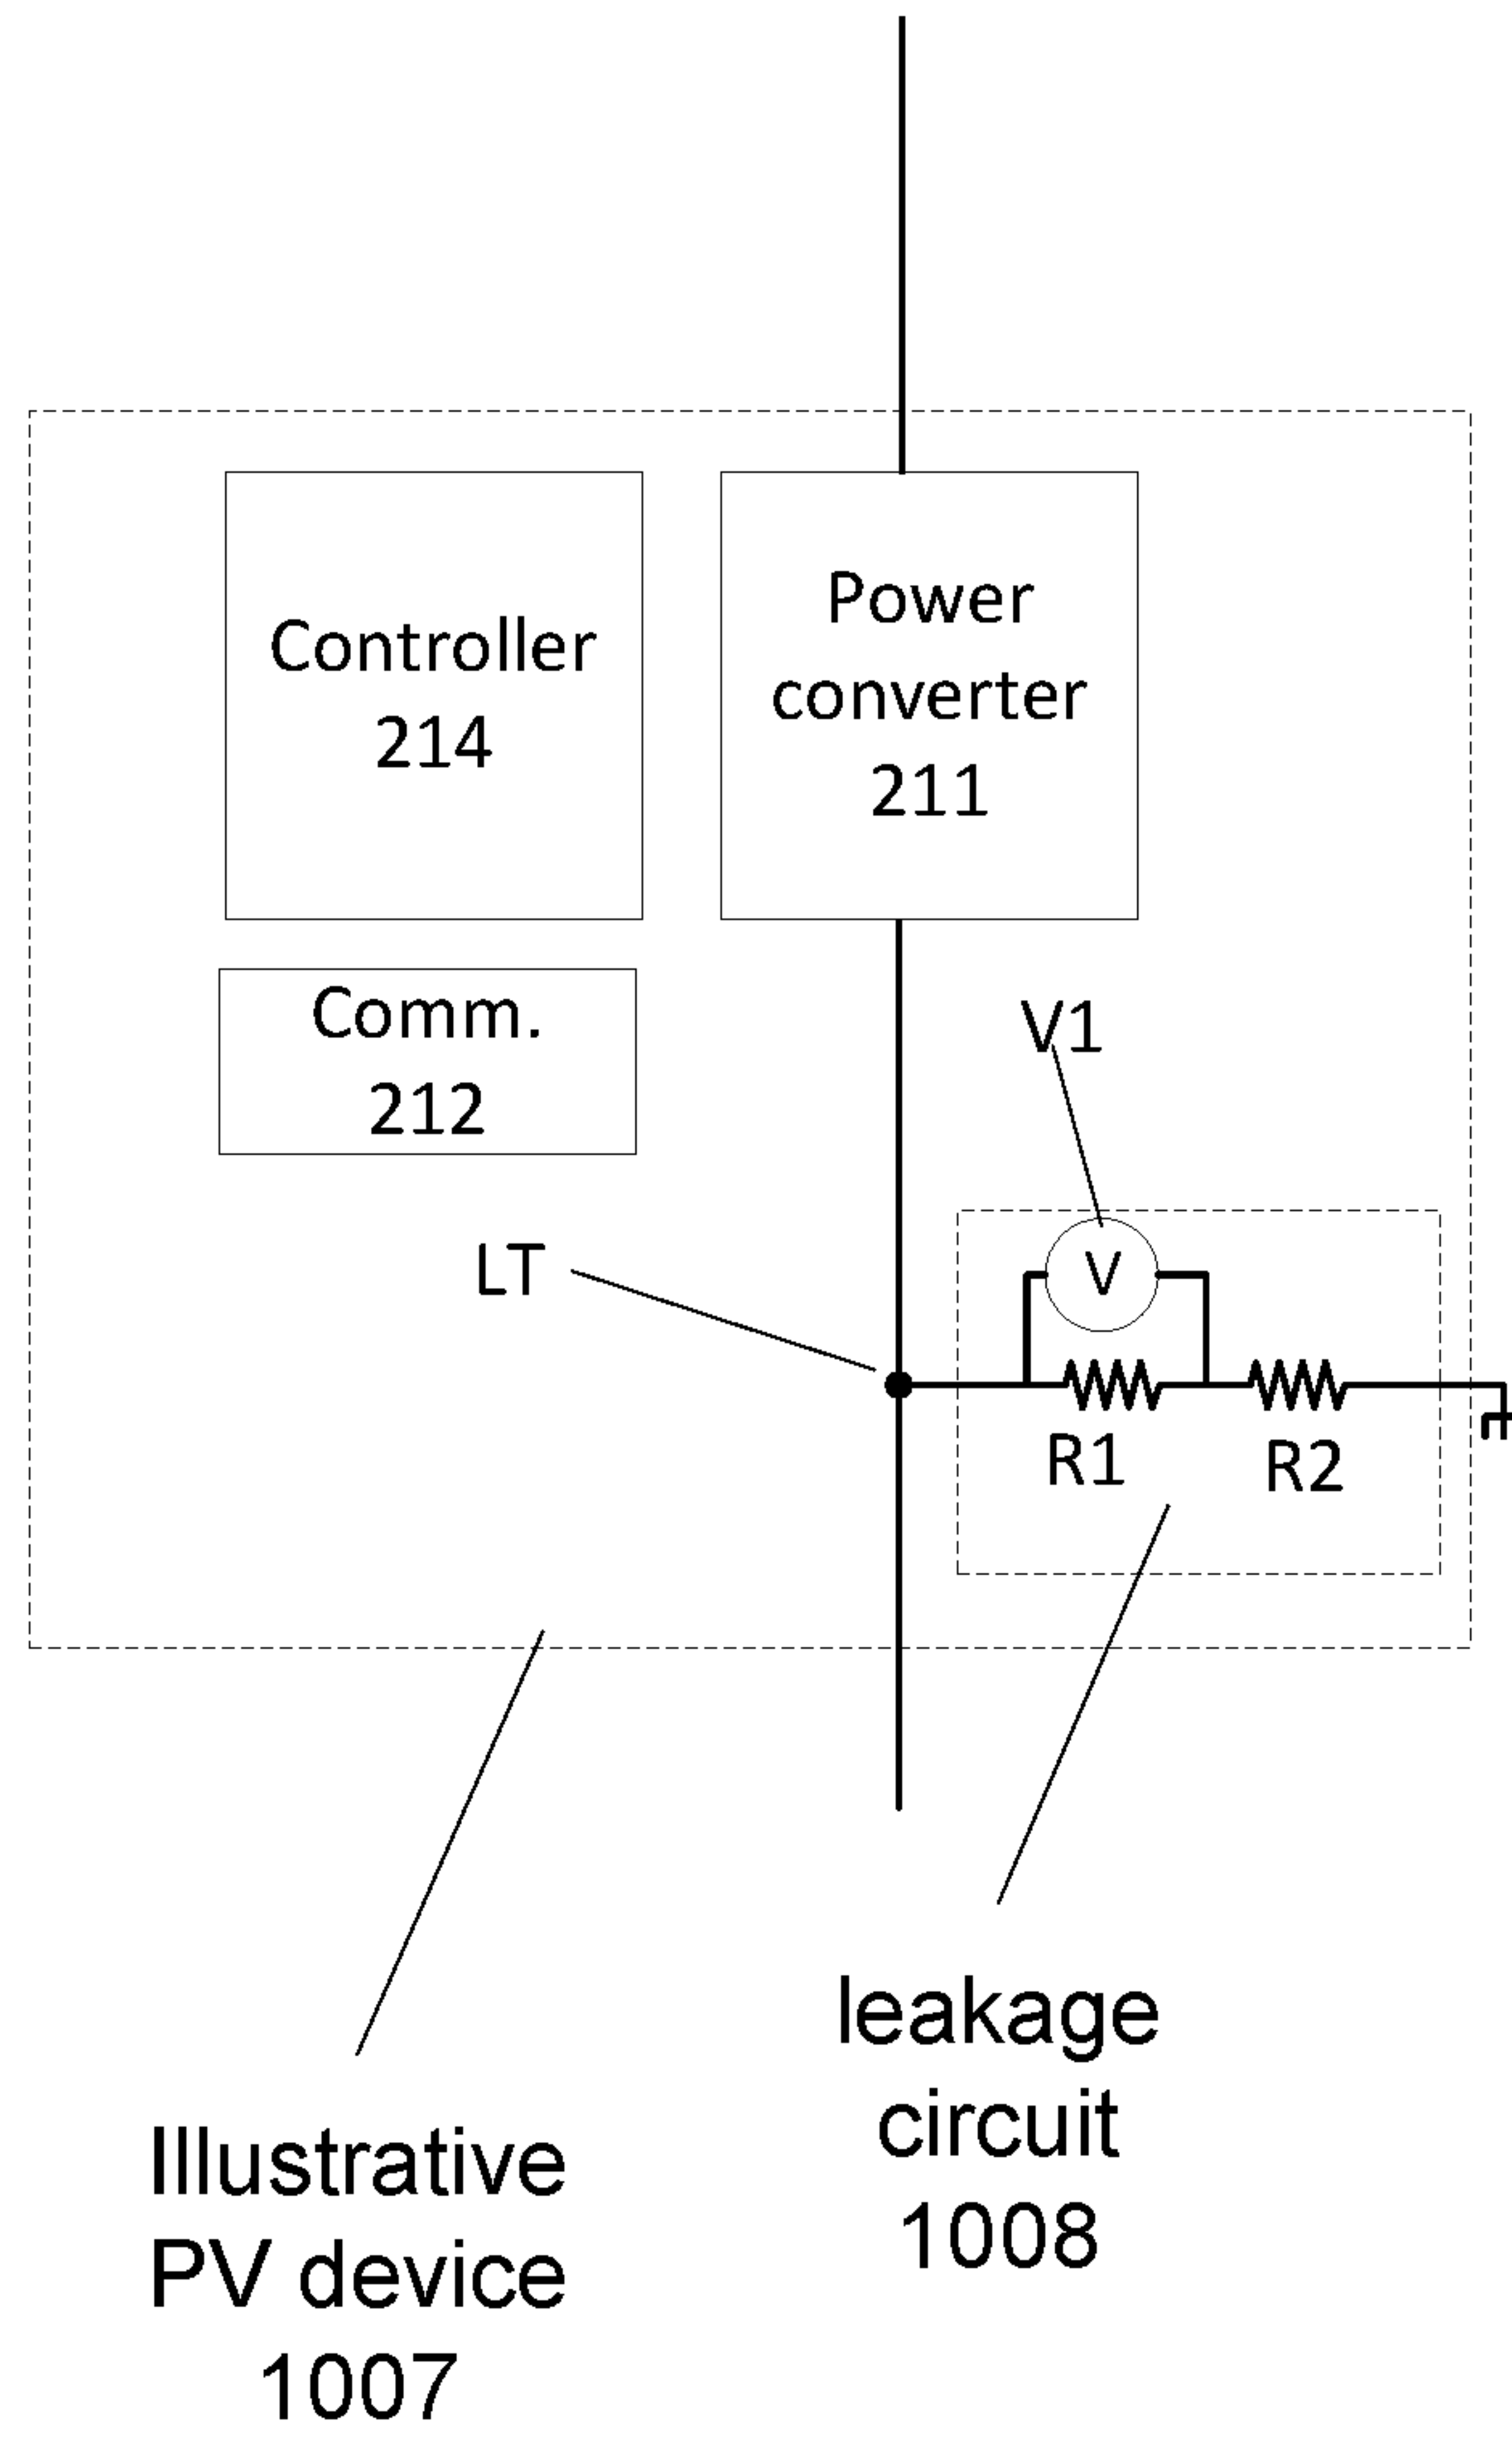 Controller
214
Power
converter
211
Comm.
212
V1
LT
V
R1
R2
leakage
circuit
1008
Illustrative
PV device
1007